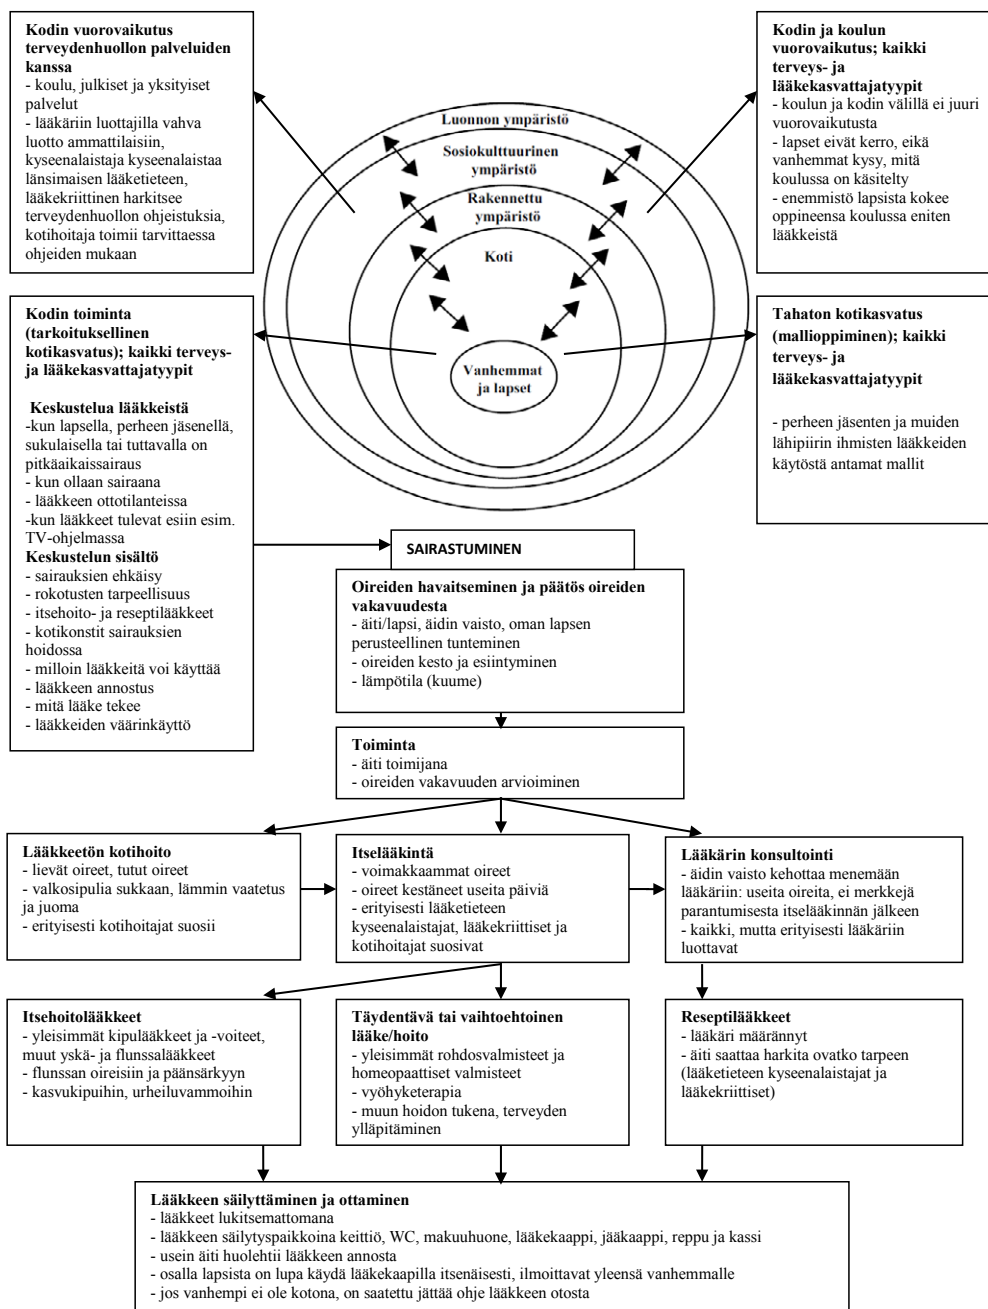 Kodin vuorovaikutus
terveydenhuollon palveluiden
kanssa
- koulu, julkiset ja yksityiset
palvelut
- lääkäriin luottajilla vahva
luotto ammattilaisiin,
kyseenalaistaja kyseenalaistaa
länsimaisen lääketieteen,
lääkekriittinen harkitsee
terveydenhuollon ohjeistuksia,
kotihoitaja toimii tarvittaessa
ohjeiden mukaan
Luonnon ympäristö
Sosiokulttuurinen
ympäristö
Rakennettu
ympäristö
Koti
Vanhemmat
ja lapset
Kodin ja koulun
vuorovaikutus; kaikki
terveys- ja
lääkekasvattajatyypit
- koulun ja kodin välillä ei juuri
vuorovaikutusta
- lapset eivät kerro, eikä
vanhemmat kysy, mitä
koulussa on käsitelty
- enemmistö lapsista kokee
oppineensa koulussa eniten
lääkkeistä
Kodin toiminta
(tarkoituksellinen
kotikasvatus); kaikki terveys-
ja lääkekasvattajatyypit
Keskustelua lääkkeistä
-kun lapsella, perheen jäsenellä,
sukulaisella tai tuttavalla on
pitkäaikaissairaus
- kun ollaan sairaana
- lääkkeen ottotilanteissa
-kun lääkkeet tulevat esiin esim.
TV-ohjelmassa
Keskustelun sisältö
- sairauksien ehkäisy
- rokotusten tarpeellisuus
- itsehoito- ja reseptilääkkeet
- kotikonstit sairauksien
hoidossa
- milloin lääkkeitä voi käyttää
- lääkkeen annostus
- mitä lääke tekee
- lääkkeiden väärinkäyttö
Tahaton kotikasvatus
(mallioppiminen); kaikki
terveys- ja
lääkekasvattajatyypit
- perheen jäsenten ja muiden
lähipiirin ihmisten lääkkeiden
käytöstä antamat mallit
SAIRASTUMINEN
Oireiden havaitseminen ja päätös oireiden
vakavuudesta
- äiti/lapsi, äidin vaisto, oman lapsen
perusteellinen tunteminen
- oireiden kesto ja esiintyminen
- lämpötila (kuume)
Toiminta
- äiti toimijana
- oireiden vakavuuden arvioiminen
Lääkkeetön kotihoito
- lievät oireet, tutut oireet
- valkosipulia sukkaan, lämmin vaatetus
ja juoma
- erityisesti kotihoitajat suosii
Itselääkintä
- voimakkaammat oireet
- oireet kestäneet useita päiviä
- erityisesti lääketieteen
kyseenalaistajat, lääkekriittiset ja
kotihoitajat suosivat
Lääkärin konsultointi
- äidin vaisto kehottaa menemään
lääkäriin: useita oireita, ei merkkejä
parantumisesta itselääkinnän jälkeen
- kaikki, mutta erityisesti lääkäriin
luottavat
Itsehoitolääkkeet
- yleisimmät kipulääkkeet ja -voiteet,
muut yskä- ja flunssalääkkeet
- flunssan oireisiin ja päänsärkyyn
- kasvukipuihin, urheiluvammoihin
Täydentävä tai vaihtoehtoinen
lääke/hoito
- yleisimmät rohdosvalmisteet ja
homeopaattiset valmisteet
- vyöhyketerapia
- muun hoidon tukena, terveyden
ylläpitäminen
Reseptilääkkeet
- lääkäri määrännyt
- äiti saattaa harkita ovatko tarpeen
(lääketieteen kyseenalaistajat ja
lääkekriittiset)
Lääkkeen säilyttäminen ja ottaminen
- lääkkeet lukitsemattomana
- lääkkeen säilytyspaikkoina keittiö, WC, makuuhuone, lääkekaappi, jääkaappi, reppu ja kassi
- usein äiti huolehtii lääkkeen annosta
- osalla lapsista on lupa käydä lääkekaapilla itsenäisesti, ilmoittavat yleensä vanhemmalle
- jos vanhempi ei ole kotona, on saatettu jättää ohje lääkkeen otosta